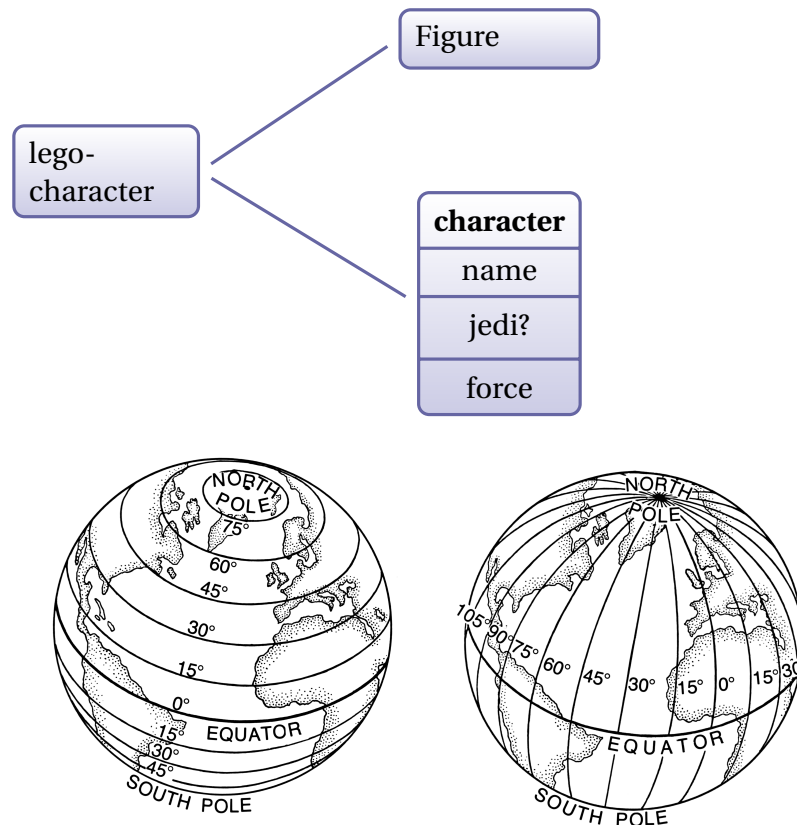 Figure
lego-
character
character
name
jedi?
force
NORTH
POLE
75°
60°
45°
30°
15°
0°
EQUATOR
15°
30°
45°
SOUTH POLE
NORTH
POLE
105° 90° 75° 60° 45° 30° 15° 0° 15° 30
EQUATOR
SOUTH POLE